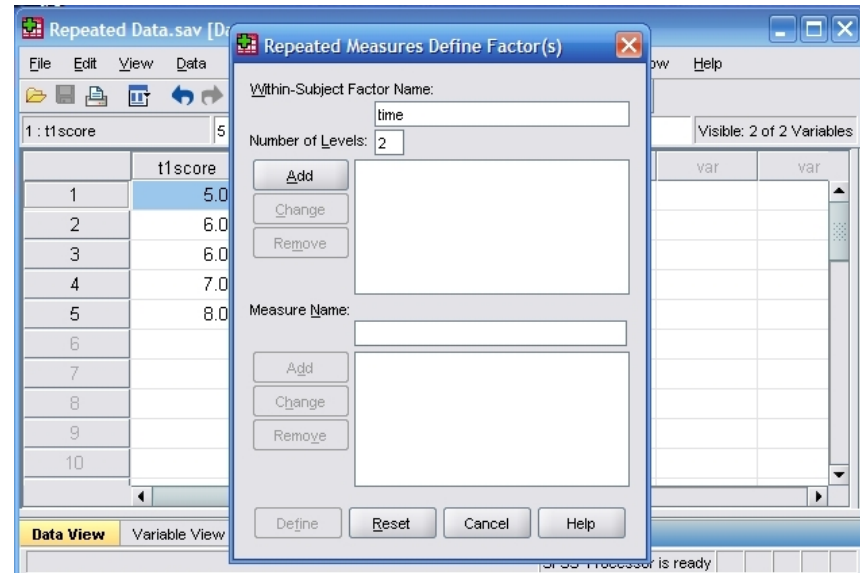 Repeated Data.sav [Da
File Edit View Data ow Help
1 : t1score 5 Visible: 2 of 2 Variables
t1score var var
1 5.0
2 6.0
3 6.0
4 7.0
5 8.0
6
7
8
9
10
Data View Variable View
Repeated Measures Define Factor(s)
Within-Subject Factor Name:
time
Number of Levels: 2
Add
Change
Remove
Measure Name:
Add
Change
Remove
Define Reset Cancel Help
SPSS Processor is ready